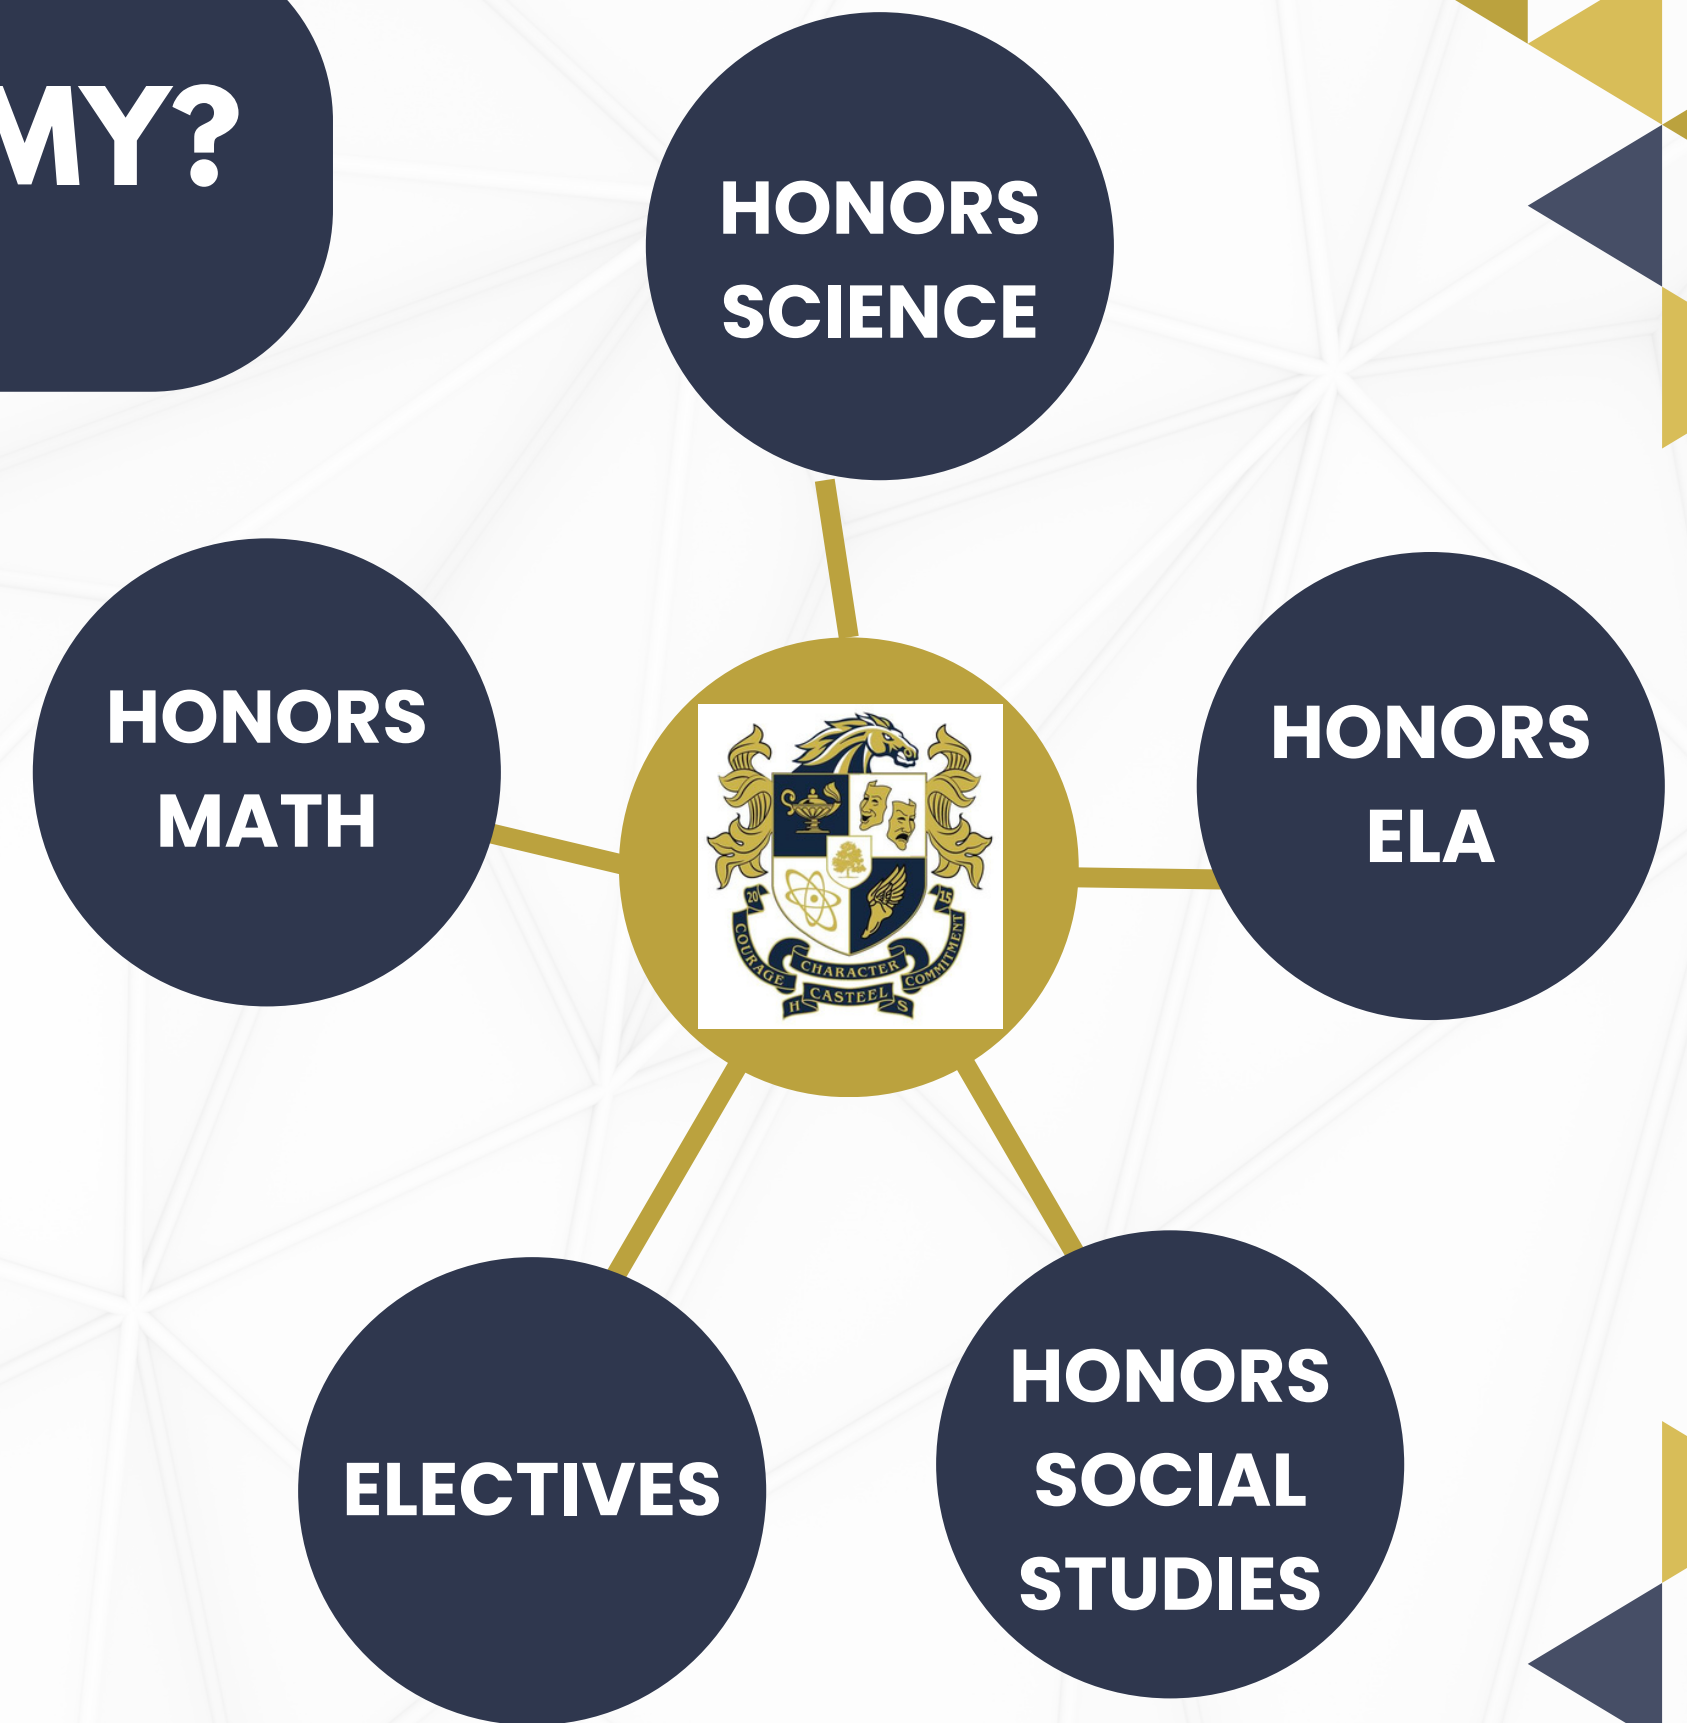 MY?
HONORS
SCIENCE
HONORS
MATH
HONORS
ELA
20
15
COURAGE
CHARACTER
COMMITMENT
H CASTEEL S
ELECTIVES
HONORS
SOCIAL
STUDIES